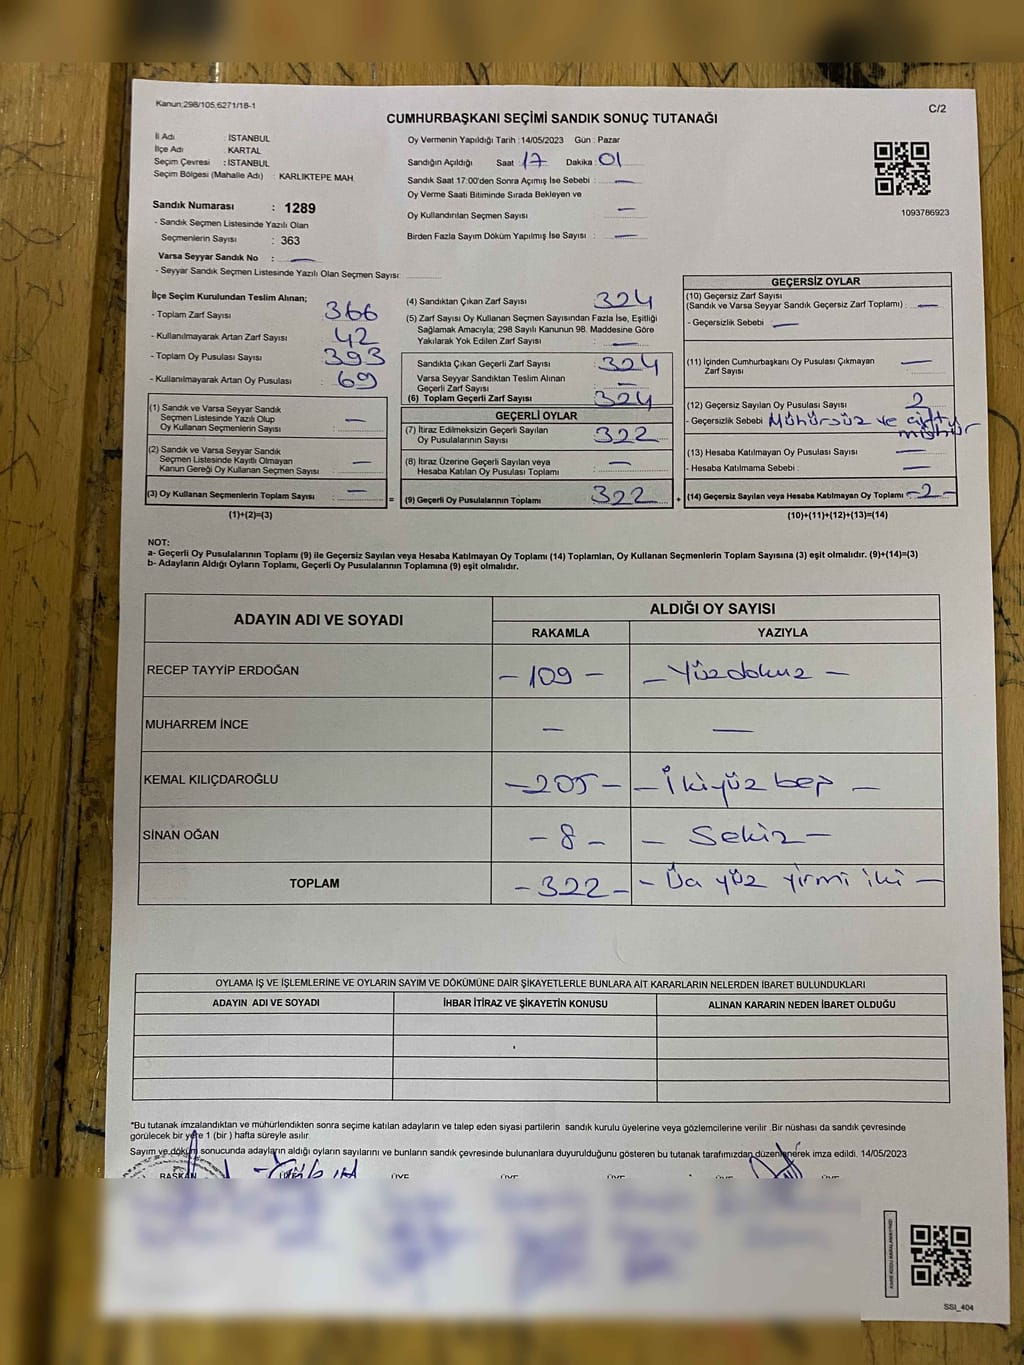 Kanun:298/105,6271/18-1
C/2
CUMHURBAŞKANI SEÇİMİ SANDIK SONUÇ TUTANAĞI
İl Adı : İSTANBUL
İlçe Adı : KARTAL
Seçim Çevresi : İSTANBUL
Seçim Bölgesi (Mahalle Adı) : KARLIKTEPE MAH.
Sandık Numarası : 1289
- Sandık Seçmen Listesinde Yazılı Olan
Seçmenlerin Sayısı : 363
Varsa Seyyar Sandık No : —
- Seyyar Sandık Seçmen Listesinde Yazılı Olan Seçmen Sayısı:
Oy Vermenin Yapıldığı Tarih :14/05/2023 Gün : Pazar
Sandığın Açıldığı Saat : 17 Dakika : 01
Sandık Saat 17:00'den Sonra Açımış İse Sebebi : —
Oy Verme Saati Bitiminde Sırada Bekleyen ve
Oy Kullandırılan Seçmen Sayısı : —
Birden Fazla Sayım Döküm Yapılmış İse Sayısı : —
1093786923
İlçe Seçim Kurulundan Teslim Alınan;
- Toplam Zarf Sayısı : 366
- Kullanılmayarak Artan Zarf Sayısı : 42
- Toplam Oy Pusulası Sayısı : 393
- Kullanılmayarak Artan Oy Pusulası : 69
(1) Sandık ve Varsa Seyyar Sandık
Seçmen Listesinde Yazılı Olup
Oy Kullanan Seçmenlerin Sayısı : —
(2) Sandık ve Varsa Seyyar Sandık
Seçmen Listesinde Kayıtlı Olmayan
Kanun Gereği Oy Kullanan Seçmen Sayısı : —
(3) Oy Kullanan Seçmenlerin Toplam Sayısı : —
(1)+(2)=(3)
=
(4) Sandıktan Çıkan Zarf Sayısı : 324
(5) Zarf Sayısı Oy Kullanan Seçmen Sayısından Fazla İse, Eşitliği
Sağlamak Amacıyla; 298 Sayılı Kanunun 98. Maddesine Göre
Yakılarak Yok Edilen Zarf Sayısı : —
Sandıkta Çıkan Geçerli Zarf Sayısı : 324
Varsa Seyyar Sandıktan Teslim Alınan
Geçerli Zarf Sayısı : —
(6) Toplam Geçerli Zarf Sayısı : 324
GEÇERLİ OYLAR
(7) İtiraz Edilmeksizin Geçerli Sayılan
Oy Pusulalarının Sayısı : 322
(8) İtiraz Üzerine Geçerli Sayılan veya
Hesaba Katılan Oy Pusulası Toplamı : —
(9) Geçerli Oy Pusulalarının Toplamı : 322
+
GEÇERSİZ OYLAR
(10) Geçersiz Zarf Sayısı
(Sandık ve Varsa Seyyar Sandık Geçersiz Zarf Toplamı) : —
- Geçersizlik Sebebi : —
(11) İçinden Cumhurbaşkanı Oy Pusulası Çıkmayan
Zarf Sayısı : —
(12) Geçersiz Sayılan Oy Pusulası Sayısı : 2
- Geçersizlik Sebebi : Mühürsüz ve çift
mühür
(13) Hesaba Katılmayan Oy Pusulası Sayısı : —
- Hesaba Katılmama Sebebi : —
(14) Geçersiz Sayılan veya Hesaba Katılmayan Oy Toplamı : -2-
(10)+(11)+(12)+(13)=(14)
NOT:
a- Geçerli Oy Pusulalarının Toplamı (9) ile Geçersiz Sayılan veya Hesaba Katılmayan Oy Toplamı (14) Toplamları, Oy Kullanan Seçmenlerin Toplam Sayısına (3) eşit olmalıdır. (9)+(14)=(3)
b- Adayların Aldığı Oyların Toplamı, Geçerli Oy Pusulalarının Toplamına (9) eşit olmalıdır.
ADAYIN ADI VE SOYADI ALDIĞI OY SAYISI
RAKAMLA YAZIYLA
RECEP TAYYİP ERDOĞAN - 109 - - Yüzdokuz -
MUHARREM İNCE — —
KEMAL KILIÇDAROĞLU - 205 - - İkiyüz beş -
SİNAN OĞAN - 8 - - Sekiz -
TOPLAM - 322 - - Üç yüz yirmi iki -
OYLAMA İŞ VE İŞLEMLERİNE VE OYLARIN SAYIM VE DÖKÜMÜNE DAİR ŞİKAYETLERLE BUNLARA AİT KARARLARIN NELERDEN İBARET BULUNDUKLARI
ADAYIN ADI VE SOYADI İHBAR İTİRAZ VE ŞİKAYETİN KONUSU ALINAN KARARIN NEDEN İBARET OLDUĞU
*Bu tutanak imzalandıktan ve mühürlendikten sonra seçime katılan adayların ve talep eden siyasi partilerin sandık kurulu üyelerine veya gözlemcilerine verilir .Bir nüshası da sandık çevresinde
görülecek bir yere 1 (bir ) hafta süreyle asılır.
Sayım ve döküm sonucunda adayların aldığı oyların sayılarını ve bunların sandık çevresinde bulunanlara duyurulduğunu gösteren bu tutanak tarafımızdan düzenlenerek imza edildi. 14/05/2023
BAŞKAN ÜYE ÜYE ÜYE ÜYE ÜYE
SSI_404